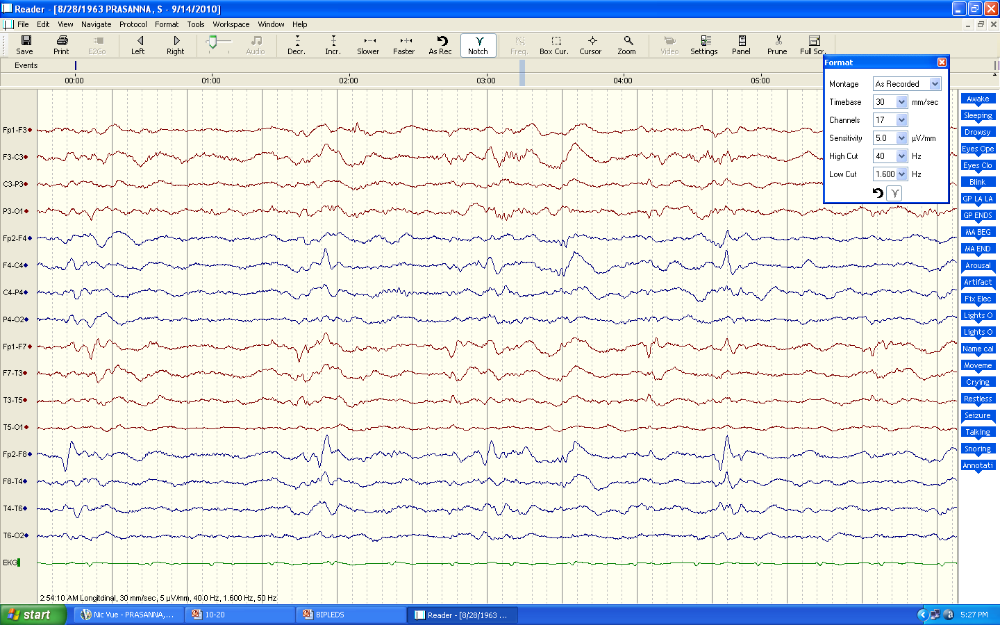 Reader - [8/28/1963 PRASANNA, S - 9/14/2010]
File Edit View Navigate Protocol Format Tools Workspace Window Help
Save Print E2Go Left Right Audio Decr. Incr. Slower Faster As Rec Notch Freq. Box Cur. Cursor Zoom Video Settings Panel Prune Full Scr.
Events
00:00 01:00 02:00 03:00 04:00 05:00
Format
Montage As Recorded
Timebase 30 mm/sec
Channels 17
Sensitivity 5.0 µV/mm
High Cut 40 Hz
Low Cut 1.600 Hz
Fp1-F3
F3-C3
C3-P3
P3-O1
Fp2-F4
F4-C4
C4-P4
P4-O2
Fp1-F7
F7-T3
T3-T5
T5-O1
Fp2-F8
F8-T4
T4-T6
T6-O2
EKG
Awake
Sleeping
Drowsy
Eyes Ope
Eyes Clo
Blink
GP LA LA
GP ENDS
MA BEG
MA END
Arousal
Artifact
Fix Elec
Lights O
Lights O
Name cal
Moveme
Crying
Restless
Seizure
Talking
Snoring
Annotati
2:54:10 AM Longitdinal, 30 mm/sec, 5 µV/mm, 40.0 Hz, 1.600 Hz, 50 Hz
start Nic Vue - PRASANNA,... 10-20 BIPLEDS Reader - [8/28/1963 ... 5:27 PM